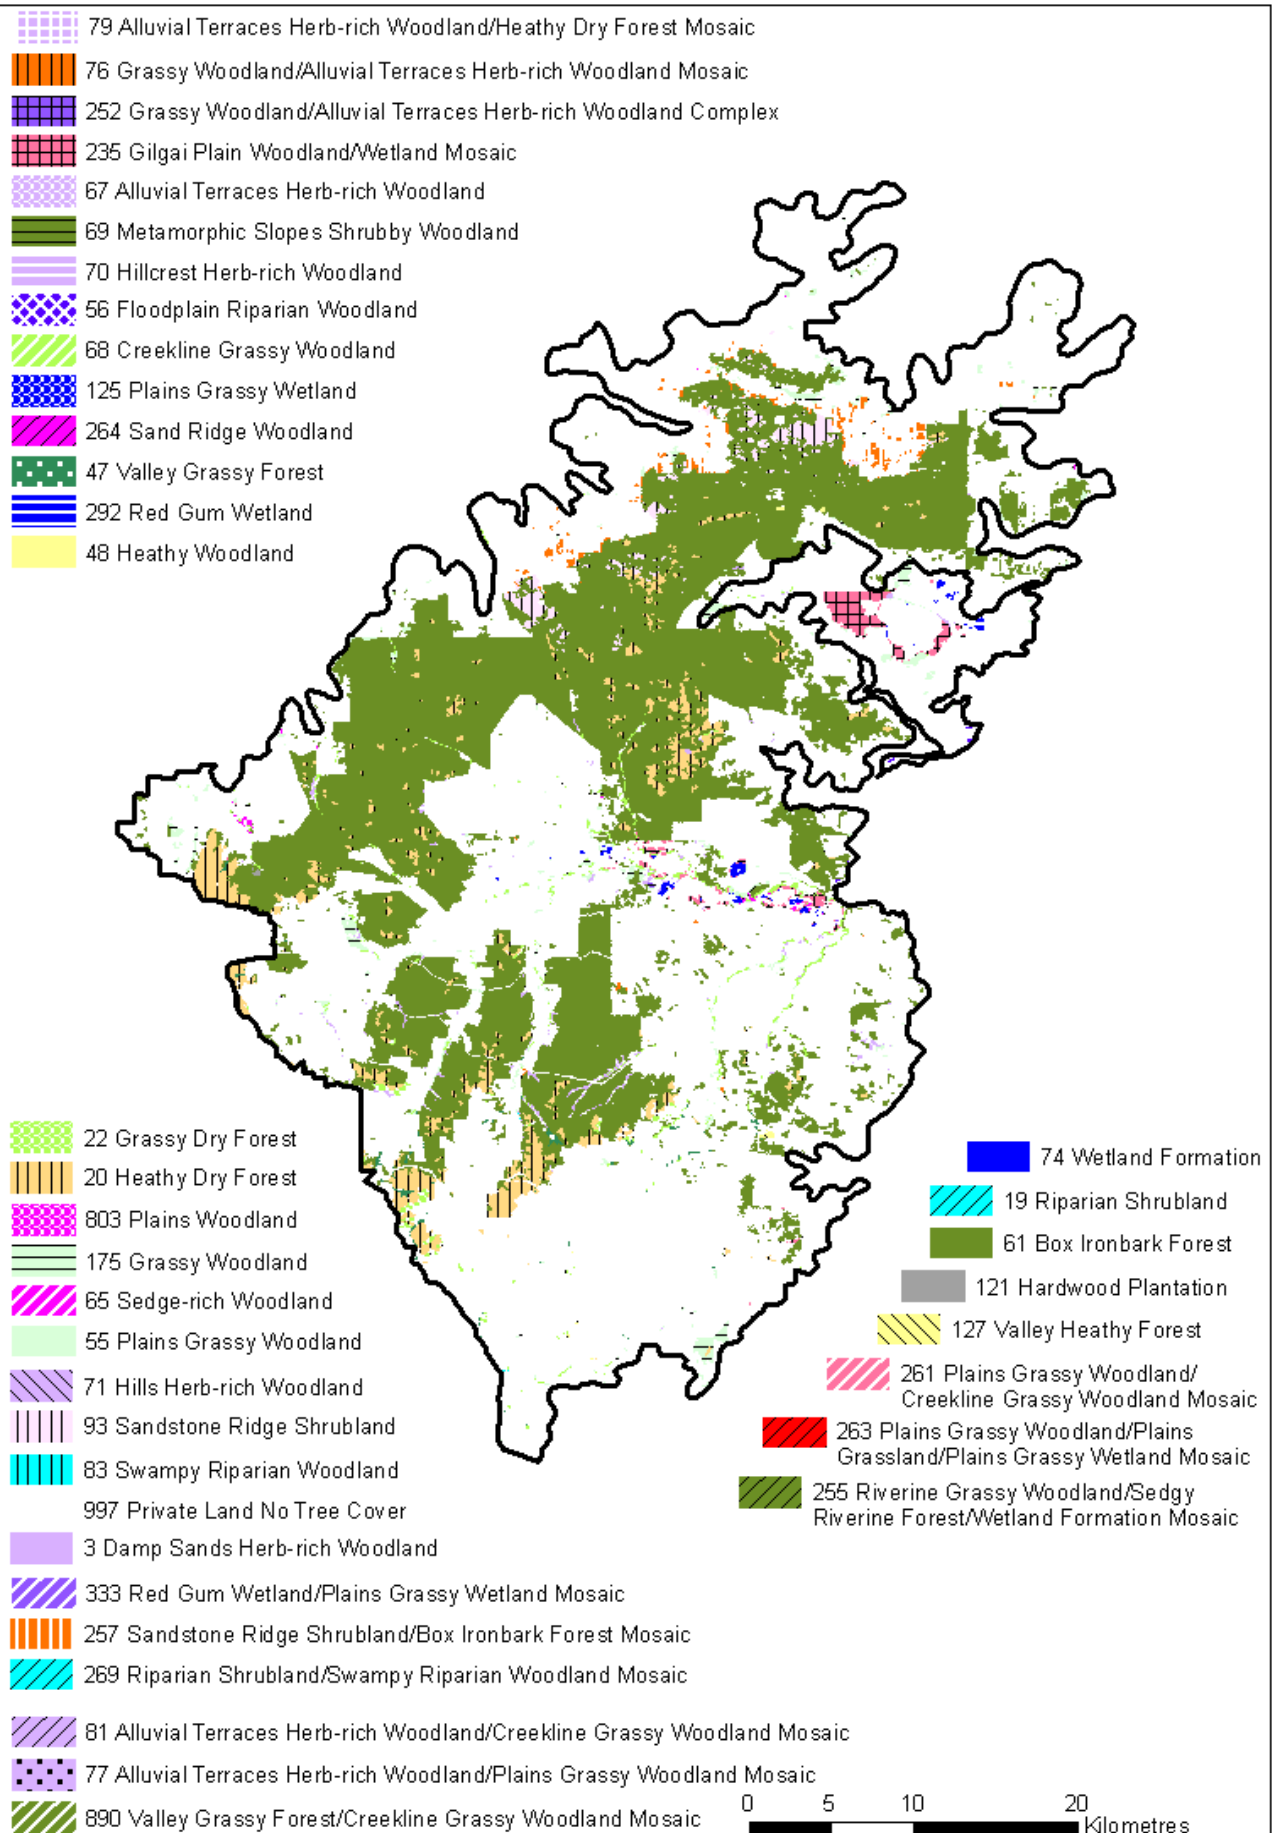 79 Alluvial Terraces Herb-rich Woodland/Heathy Dry Forest Mosaic
76 Grassy Woodland/Alluvial Terraces Herb-rich Woodland Mosaic
252 Grassy Woodland/Alluvial Terraces Herb-rich Woodland Complex
235 Gilgai Plain Woodland/Wetland Mosaic
67 Alluvial Terraces Herb-rich Woodland
69 Metamorphic Slopes Shrubby Woodland
70 Hillcrest Herb-rich Woodland
56 Floodplain Riparian Woodland
68 Creekline Grassy Woodland
125 Plains Grassy Wetland
264 Sand Ridge Woodland
47 Valley Grassy Forest
292 Red Gum Wetland
48 Heathy Woodland
22 Grassy Dry Forest
20 Heathy Dry Forest
803 Plains Woodland
175 Grassy Woodland
65 Sedge-rich Woodland
55 Plains Grassy Woodland
71 Hills Herb-rich Woodland
93 Sandstone Ridge Shrubland
83 Swampy Riparian Woodland
997 Private Land No Tree Cover
3 Damp Sands Herb-rich Woodland
333 Red Gum Wetland/Plains Grassy Wetland Mosaic
257 Sandstone Ridge Shrubland/Box Ironbark Forest Mosaic
269 Riparian Shrubland/Swampy Riparian Woodland Mosaic
81 Alluvial Terraces Herb-rich Woodland/Creekline Grassy Woodland Mosaic
77 Alluvial Terraces Herb-rich Woodland/Plains Grassy Woodland Mosaic
890 Valley Grassy Forest/Creekline Grassy Woodland Mosaic
74 Wetland Formation
19 Riparian Shrubland
61 Box Ironbark Forest
121 Hardwood Plantation
127 Valley Heathy Forest
261 Plains Grassy Woodland/
Creekline Grassy Woodland Mosaic
263 Plains Grassy Woodland/Plains
Grassland/Plains Grassy Wetland Mosaic
255 Riverine Grassy Woodland/Sedgy
Riverine Forest/Wetland Formation Mosaic
0 5 10 20
Kilometres